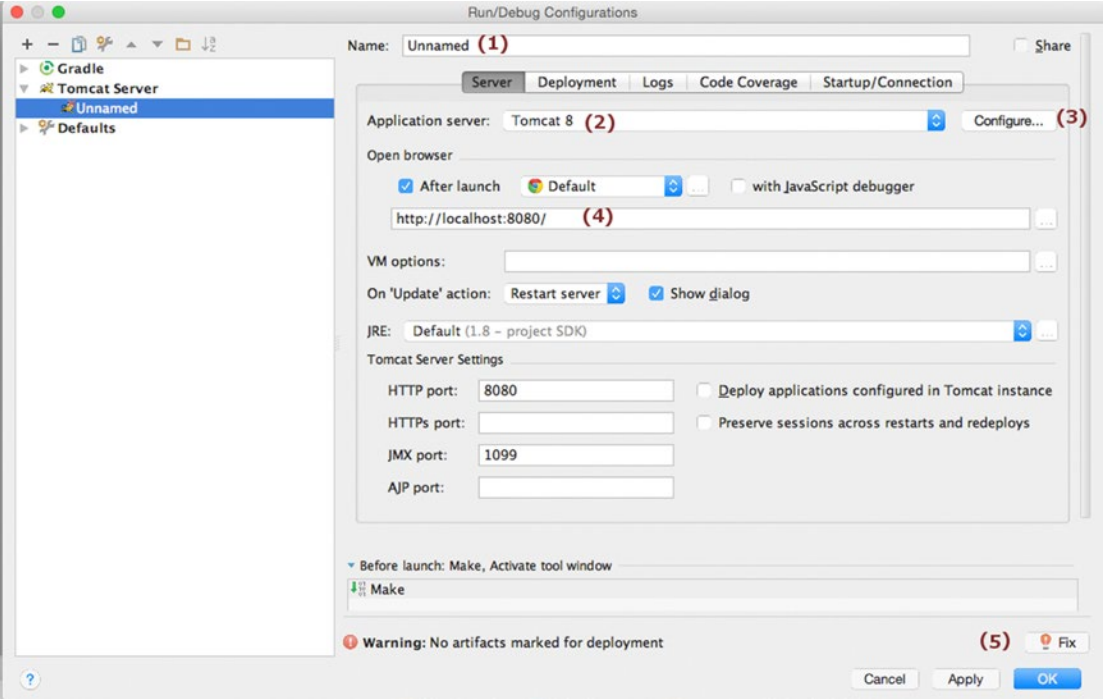 Run/Debug Configurations
Name: Unnamed (1) Share
Gradle
Tomcat Server
Unnamed
Defaults
Server Deployment Logs Code Coverage Startup/Connection
Application server: Tomcat 8 (2) Configure... (3)
Open browser
After launch Default ... with JavaScript debugger
http://localhost:8080/ (4) ...
VM options: ...
On 'Update' action: Restart server Show dialog
JRE: Default (1.8 – project SDK) ...
Tomcat Server Settings
HTTP port: 8080 Deploy applications configured in Tomcat instance
HTTPs port: Preserve sessions across restarts and redeploys
JMX port: 1099
AJP port:
Before launch: Make, Activate tool window
Make
Warning: No artifacts marked for deployment (5) Fix
? Cancel Apply OK